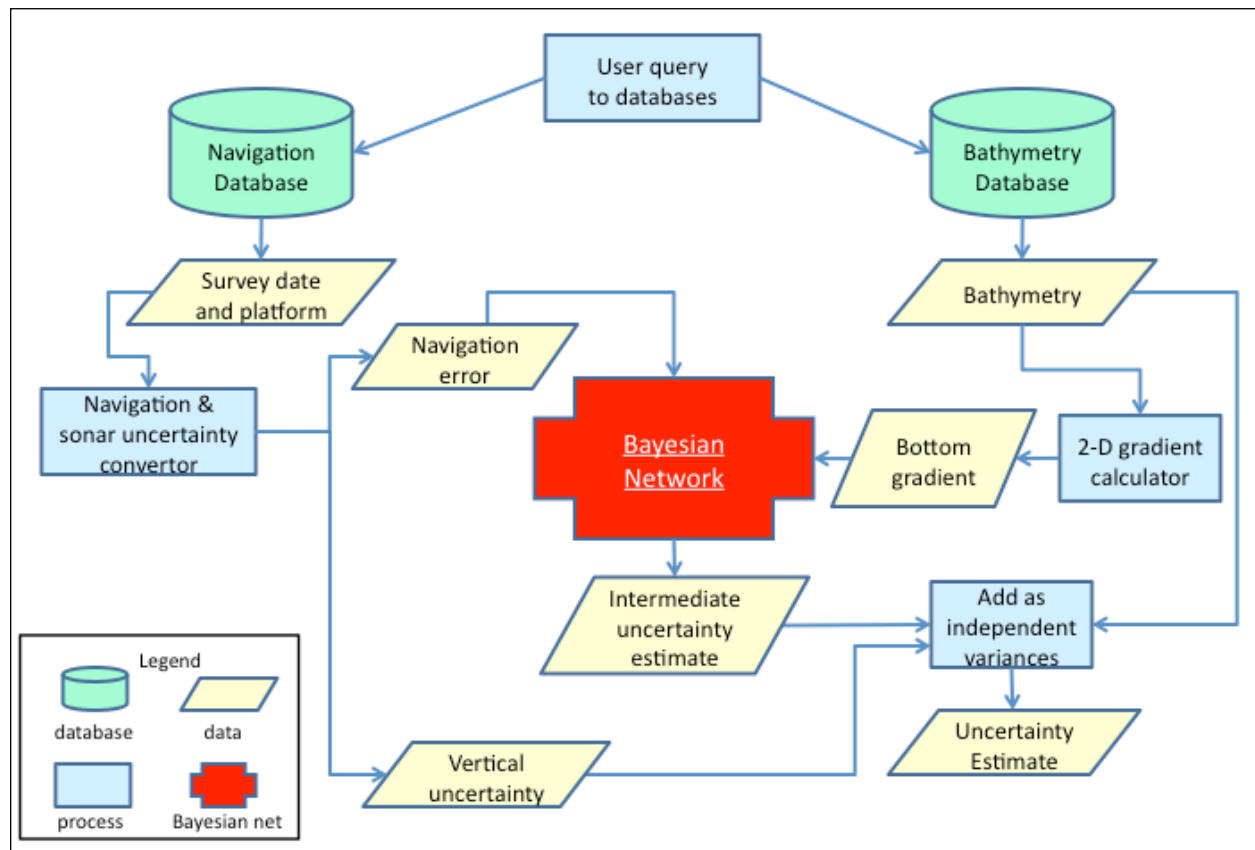 User query
to databases
Navigation
Database
Bathymetry
Database
Survey date
and platform
Bathymetry
Navigation
error
Navigation &
sonar uncertainty
convertor
Bayesian
Network
Bottom
gradient
2-D gradient
calculator
Intermediate
uncertainty
estimate
Add as
independent
variances
Vertical
uncertainty
Uncertainty
Estimate
Legend
database
data
process
Bayesian net